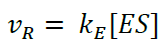 v_R = k_E[ES]